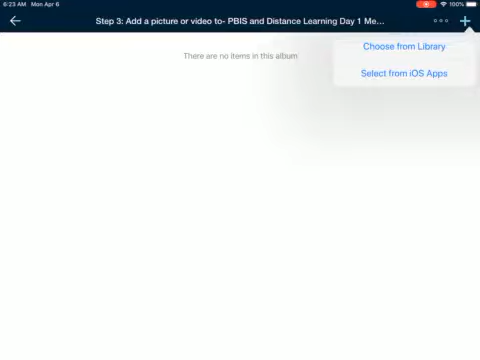 6:23 AM Mon Apr 6
100%
Step 3: Add a picture or video to- PBIS and Distance Learning Day 1 Me...
There are no items in this album
Choose from Library
Select from iOS Apps